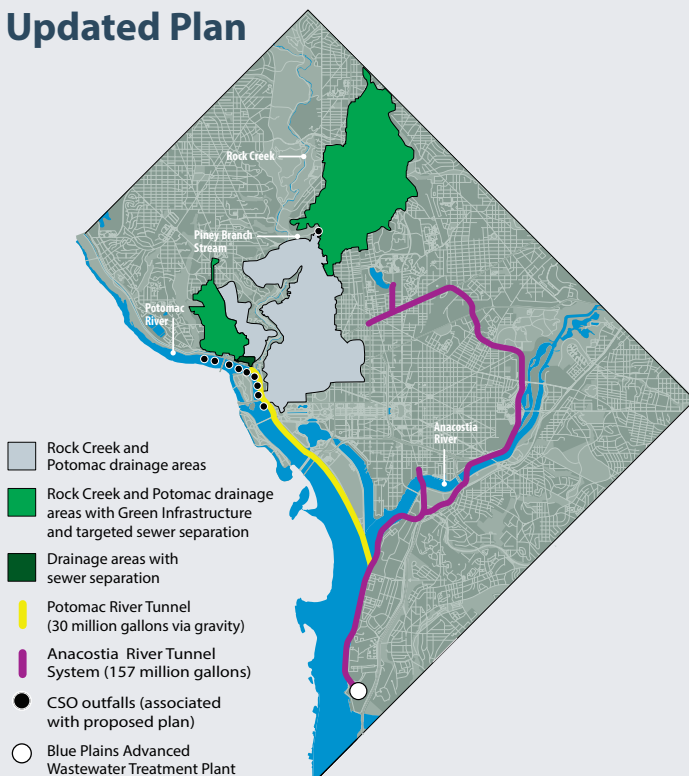 Updated Plan
Rock Creek
Piney Branch
Stream
Potomac
River
Anacostia
River
Rock Creek and
Potomac drainage areas
Rock Creek and Potomac drainage
areas with Green Infrastructure
and targeted sewer separation
Drainage areas with
sewer separation
Potomac River Tunnel
(30 million gallons via gravity)
Anacostia River Tunnel
System (157 million gallons)
CSO outfalls (associated
with proposed plan)
Blue Plains Advanced
Wastewater Treatment Plant